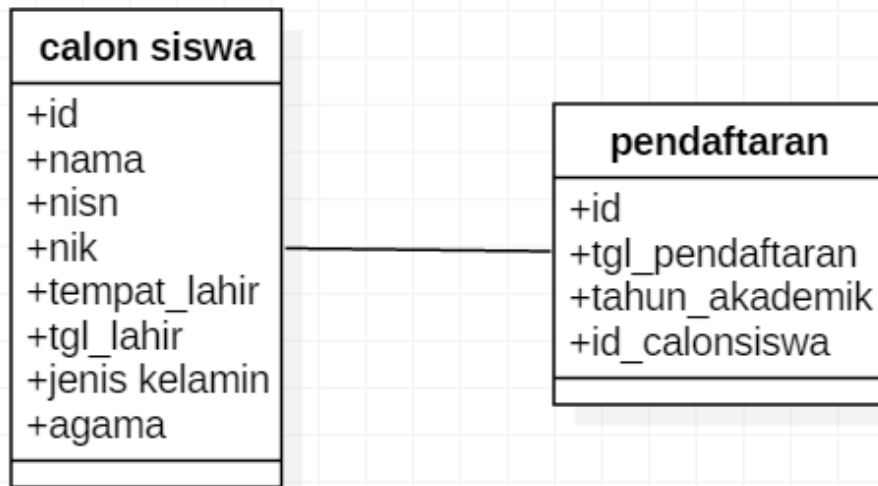 calon siswa
+id
+nama
+nisn
+nik
+tempat_lahir
+tgl_lahir
+jenis kelamin
+agama
pendaftaran
+id
+tgl_pendaftaran
+tahun_akademik
+id_calonsiswa